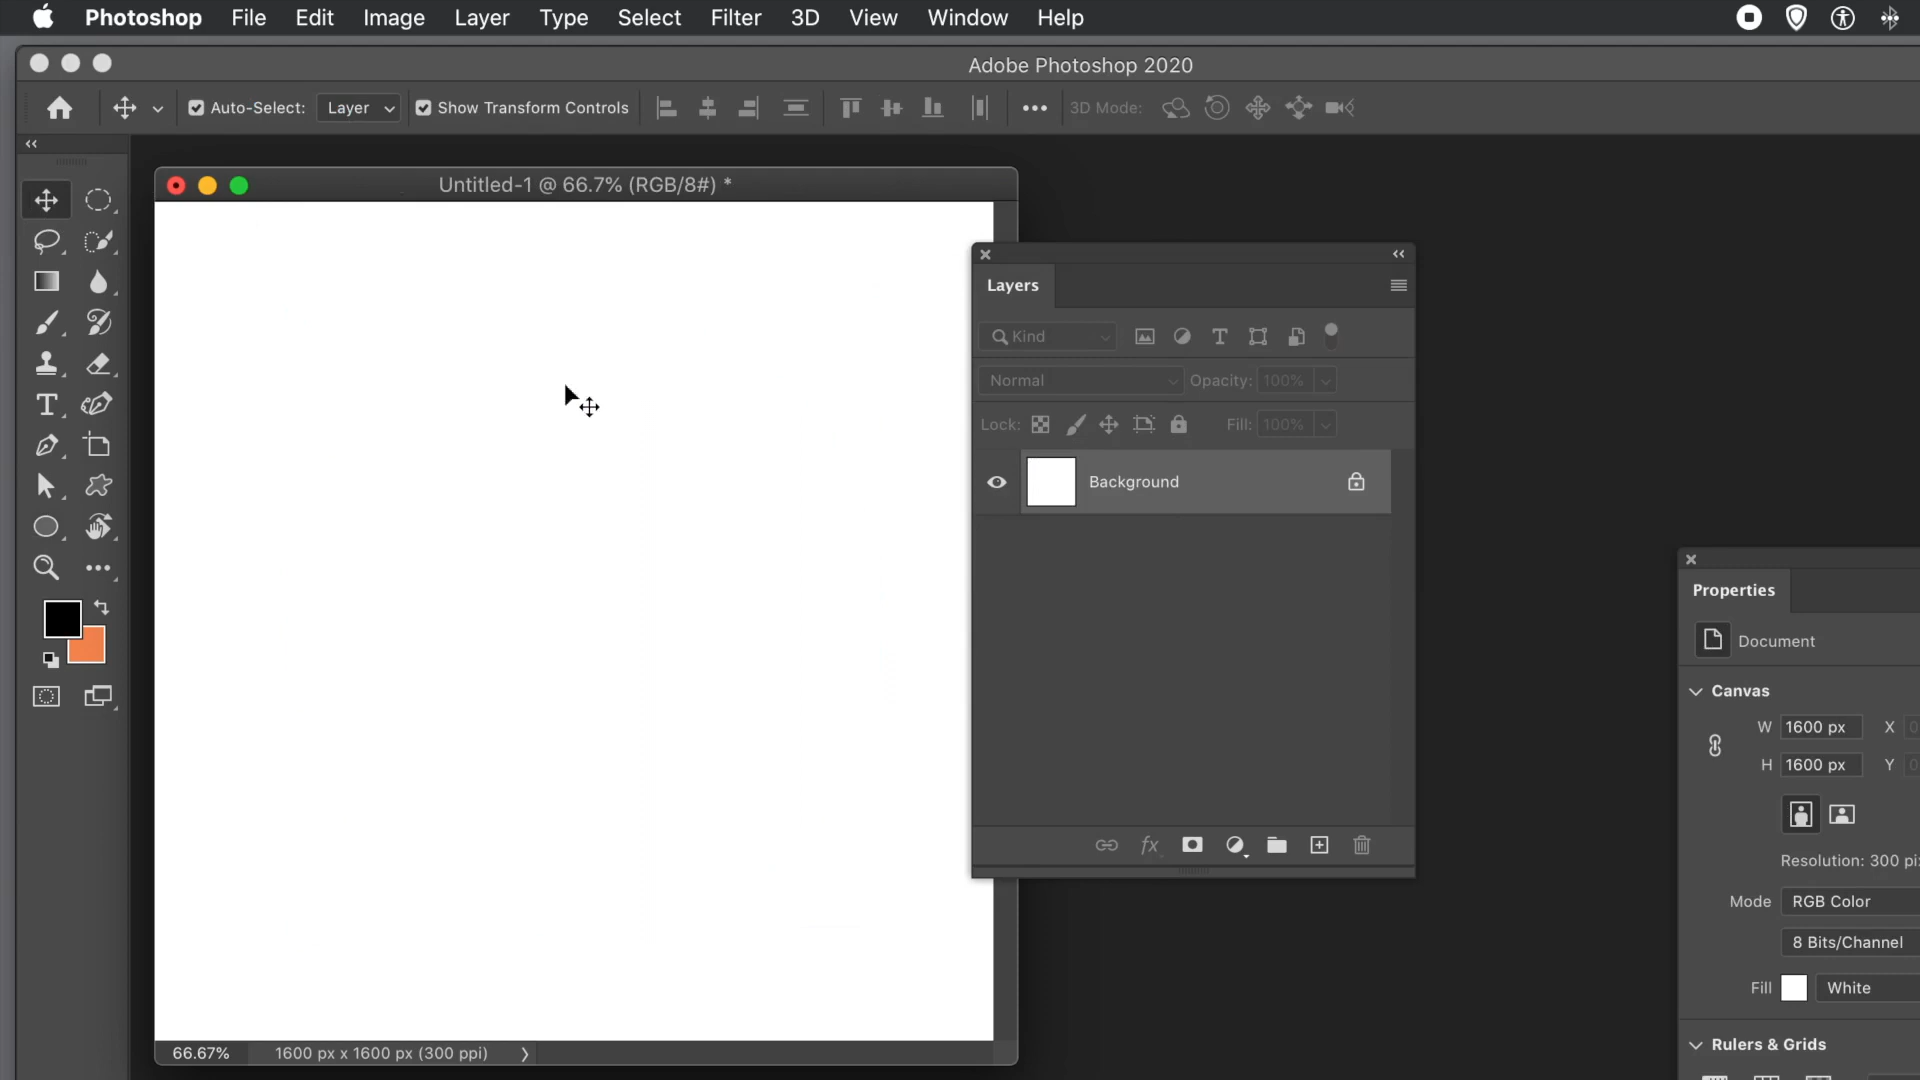 Photoshop File Edit Image Layer Type Select Filter 3D View Window Help
Adobe Photoshop 2020
Auto-Select: Layer Show Transform Controls 3D Mode:
Untitled-1 @ 66.7% (RGB/8#) *
Layers
Kind
Normal Opacity: 100%
Lock: Fill: 100%
Background
Properties
Document
Canvas
W 1600 px X 0
H 1600 px Y 0
Resolution: 300 pi
Mode RGB Color
8 Bits/Channel
Fill White
Rulers & Grids
66.67% 1600 px x 1600 px (300 ppi)